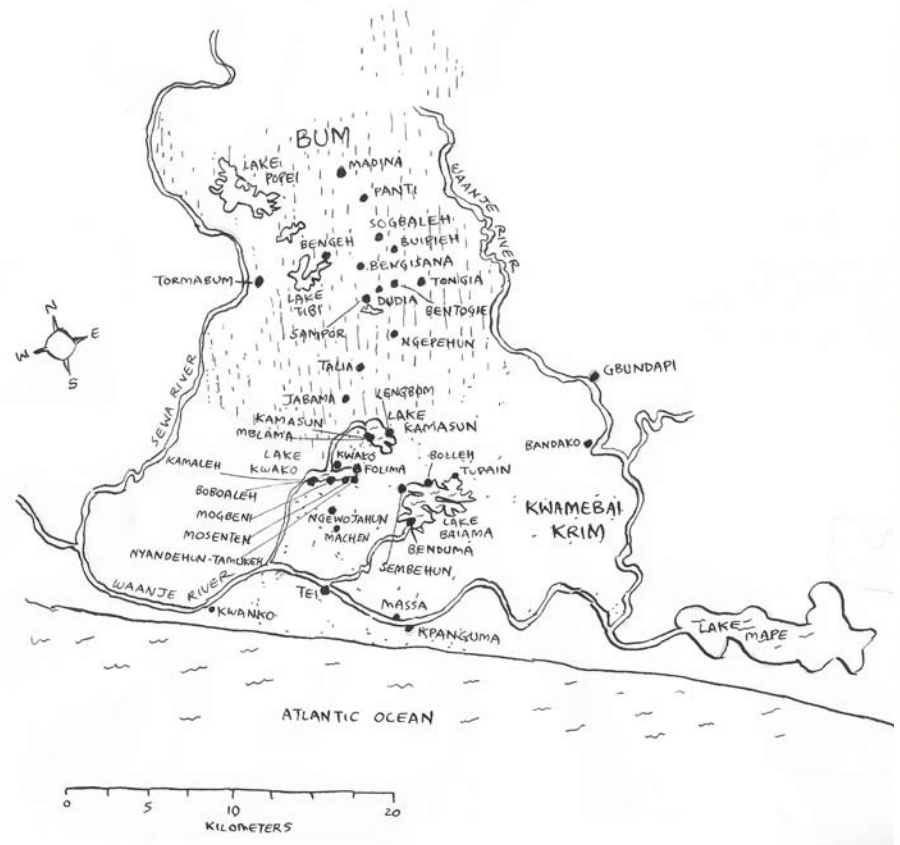 BUM
LAKE
POPEI
MADINA
PANTI
WAANJE RIVER
SOGBALEH
BUIPIEH
BENGEH
BENGISANA
TORMABUM
TONGIA
LAKE
TIBI
DUDIA
BENTOGIE
SAMPOR
NGEPEHUN
N
W
E
S
TALIA
GBUNDAPI
SEWA RIVER
JABAMA
LENGBOM
KAMASUN
LAKE
KAMASUN
MBLAMA
BANDAKO
KAMALEH
LAKE
KWAKO
KWAKO
FOLIMA
BOLLEH
TUPAIN
BOBOALEH
MOGBENI
NGEWOJAHUN
LAKE
BAIAMA
KWAMEBAI
KRIM
MOSENTEN
MACHEN
BENDUMA
NYANDEHUN-TAMUKEH
SEMBEHUN
WAANJE RIVER
TEI
MASSA
KWANKO
KPANGUMA
LAKE
MAPE
ATLANTIC OCEAN
0 5 10 20
KILOMETERS